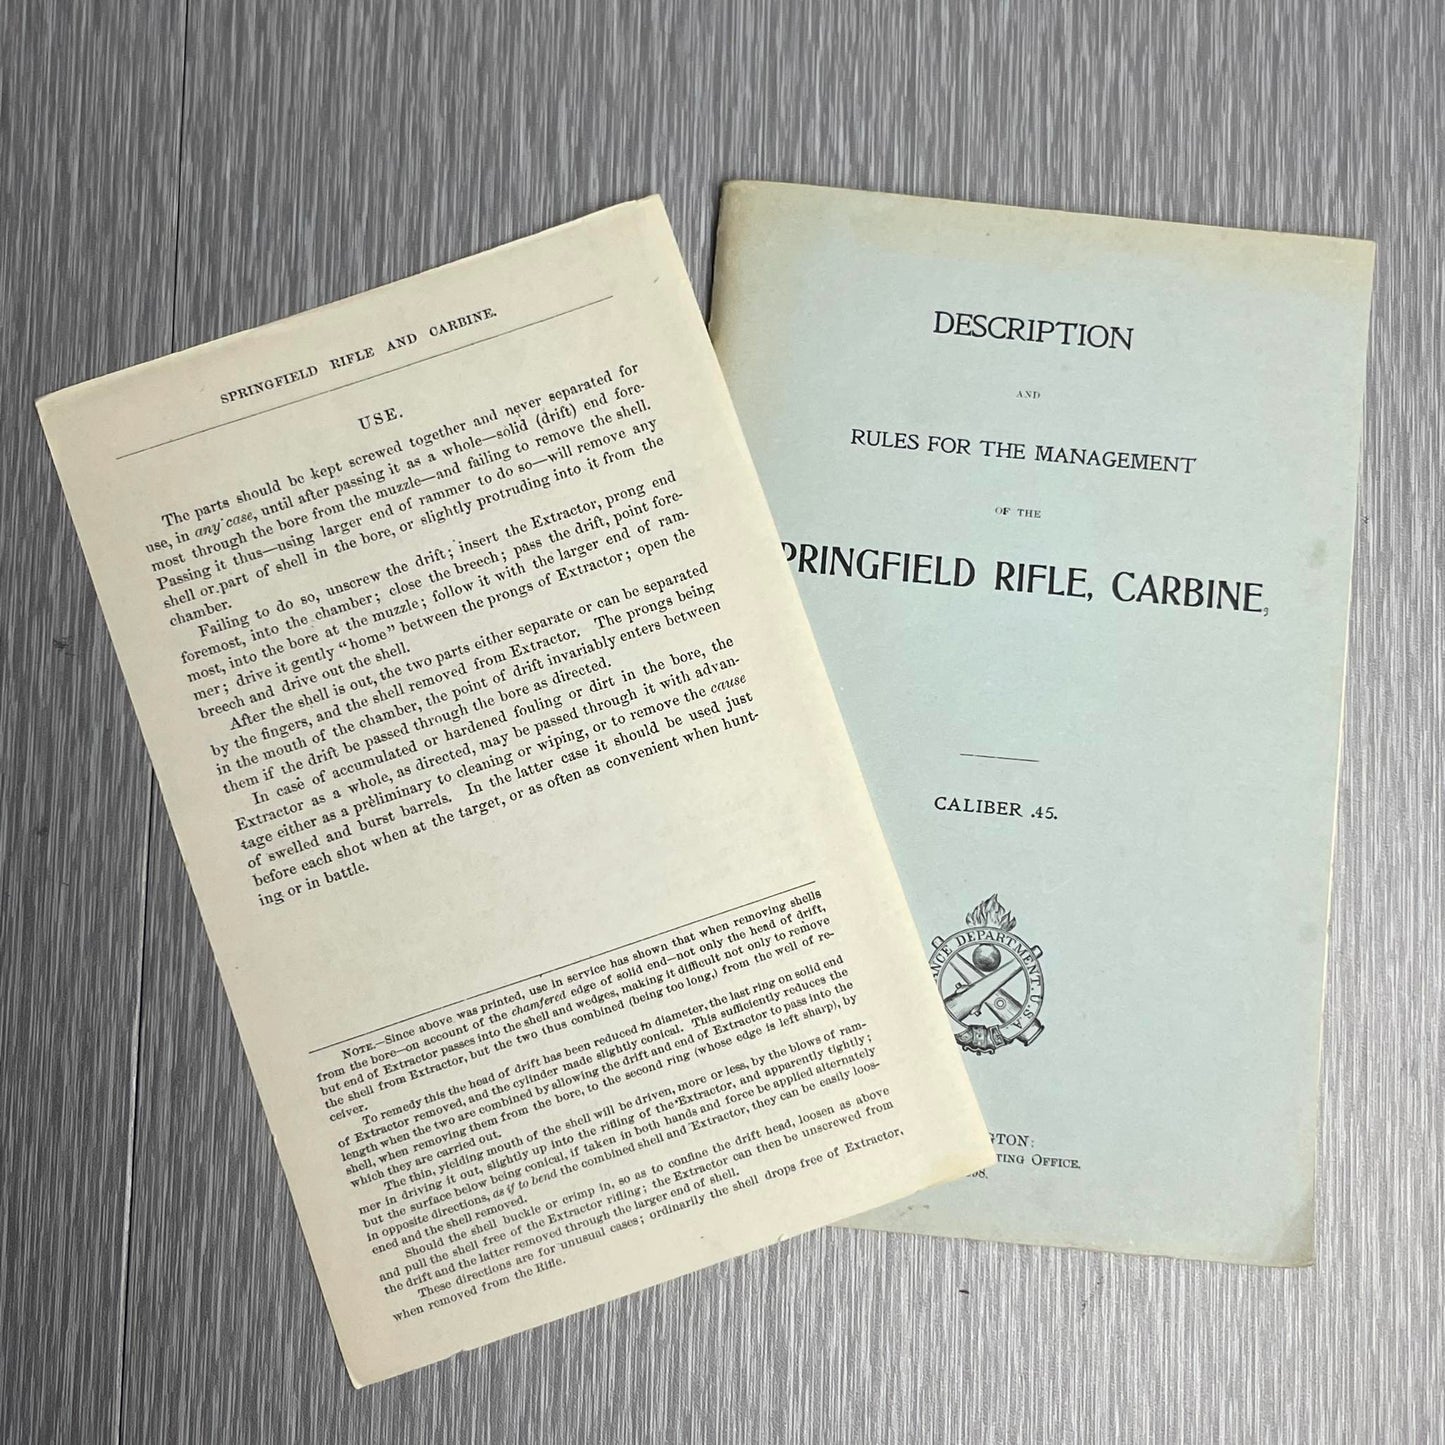 SPRINGFIELD RIFLE AND CARBINE.
USE.
The parts should be kept screwed together and never separated for
use, in any case, until after passing it as a whole—solid (drift) end fore-
most through the bore from the muzzle—and failing to remove the shell.
Passing it thus—using larger end of rammer to do so—will remove any
shell or part of shell in the bore, or slightly protruding into it from the
chamber.
Failing to do so, unscrew the drift; insert the Extractor, prong end
foremost, into the chamber; close the breech; pass the drift, point fore-
most, into the bore at the muzzle; follow it with the larger end of ram-
mer; drive it gently "home" between the prongs of Extractor; open the
breech and drive out the shell.
After the shell is out, the two parts either separate or can be separated
by the fingers, and the shell removed from Extractor. The prongs being
in the mouth of the chamber, the point of drift invariably enters between
them if the drift be passed through the bore as directed.
In case of accumulated or hardened fouling or dirt in the bore, the
Extractor as a whole, as directed, may be passed through it with advan-
tage either as a preliminary to cleaning or wiping, or to remove the cause
of swelled and burst barrels. In the latter case it should be used just
before each shot when at the target, or as often as convenient when hunt-
ing or in battle.
NOTE.—Since above was printed, use in service has shown that when removing shells
from the bore—on account of the chamfered edge of solid end—not only the head of drift,
but end of Extractor passes into the shell and wedges, making it difficult not only to remove
the shell from Extractor, but the two thus combined (being too long,) from the well of re-
ceiver.
To remedy this the head of drift has been reduced in diameter, the last ring on solid end
of Extractor removed, and the cylinder made slightly conical. This sufficiently reduces the
length when the two are combined by allowing the drift and end of Extractor to pass into the
shell, when removing them from the bore, to the second ring (whose edge is left sharp), by
which they are carried out.
The thin, yielding mouth of the shell will be driven, more or less, by the blows of ram-
mer in driving it out, slightly up into the rifling of the Extractor, and apparently tightly;
but the surface below being conical, if taken in both hands and force be applied alternately
in opposite directions, as if to bend the combined shell and Extractor, they can be easily loos-
ened and the shell removed.
Should the shell buckle or crimp in, so as to confine the drift head, loosen as above
and pull the shell free of the Extractor rifling; the Extractor can then be unscrewed from
the drift and the latter removed through the larger end of shell.
These directions are for unusual cases; ordinarily the shell drops free of Extractor,
when removed from the Rifle.
DESCRIPTION
AND
RULES FOR THE MANAGEMENT
OF THE
PRINGFIELD RIFLE, CARBINE,
CALIBER .45.
ANCE DEPARTMENT. U.S.A
GTON:
TING OFFICE.
98.